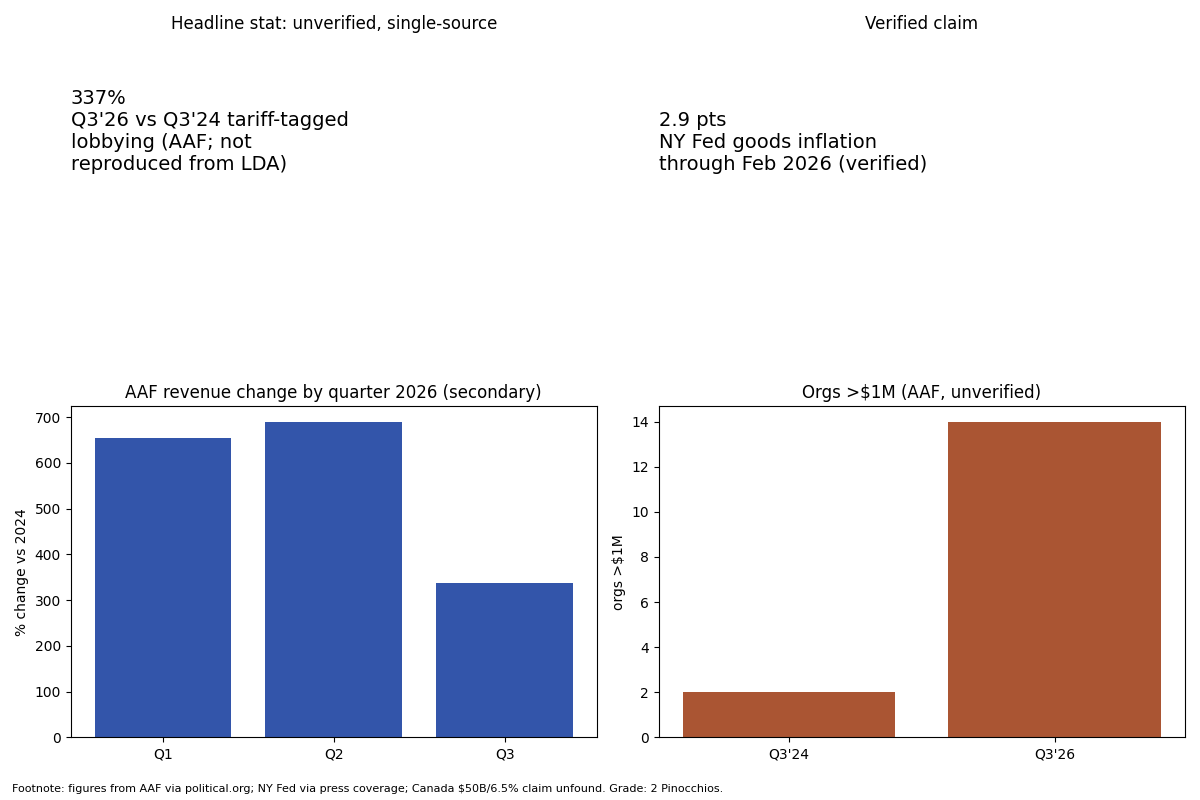 Headline stat: unverified, single-source
337%
Q3'26 vs Q3'24 tariff-tagged
lobbying (AAF; not
reproduced from LDA)
Verified claim
2.9 pts
NY Fed goods inflation
through Feb 2026 (verified)
AAF revenue change by quarter 2026 (secondary)
% change vs 2024
700
600
500
400
300
200
100
0
Q1
Q2
Q3
Orgs >$1M (AAF, unverified)
orgs >$1M
14
12
10
8
6
4
2
0
Q3'24
Q3'26
Footnote: figures from AAF via political.org; NY Fed via press coverage; Canada $50B/6.5% claim unfound. Grade: 2 Pinocchios.